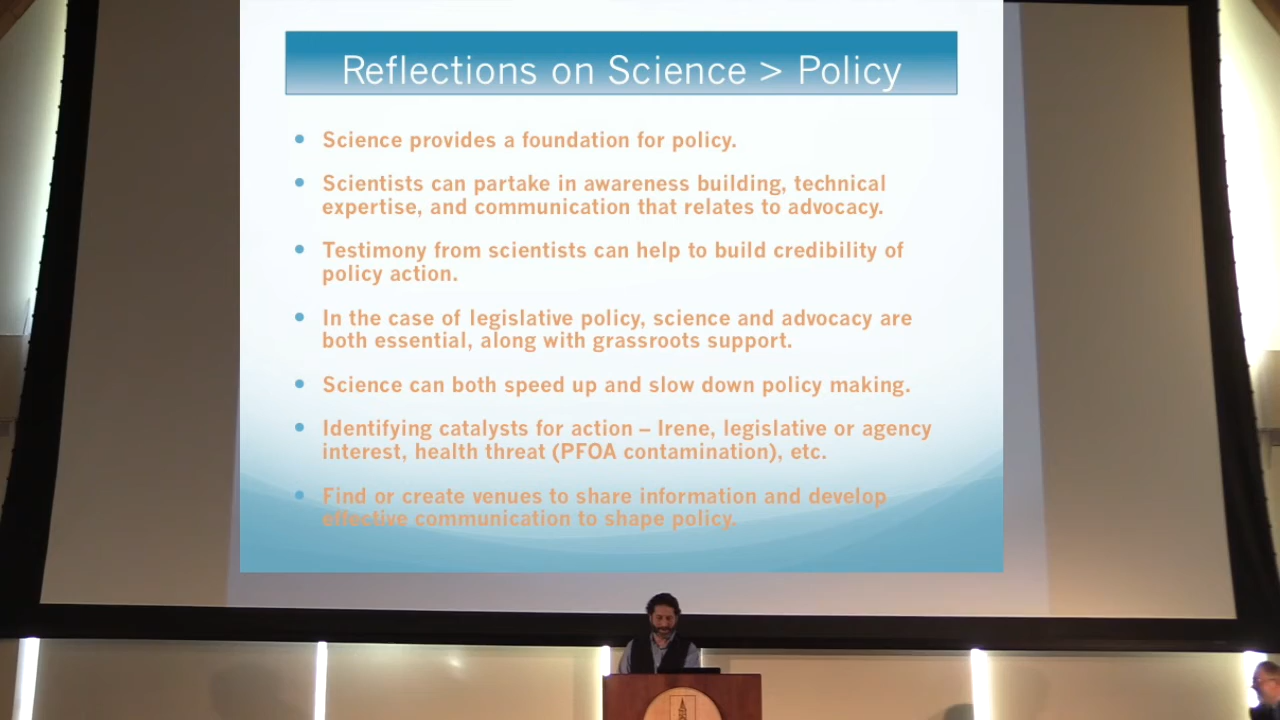 Reflections on Science > Policy
• Science provides a foundation for policy.
• Scientists can partake in awareness building, technical
expertise, and communication that relates to advocacy.
• Testimony from scientists can help to build credibility of
policy action.
• In the case of legislative policy, science and advocacy are
both essential, along with grassroots support.
• Science can both speed up and slow down policy making.
• Identifying catalysts for action – Irene, legislative or agency
interest, health threat (PFOA contamination), etc.
• Find or create venues to share information and develop
effective communication to shape policy.